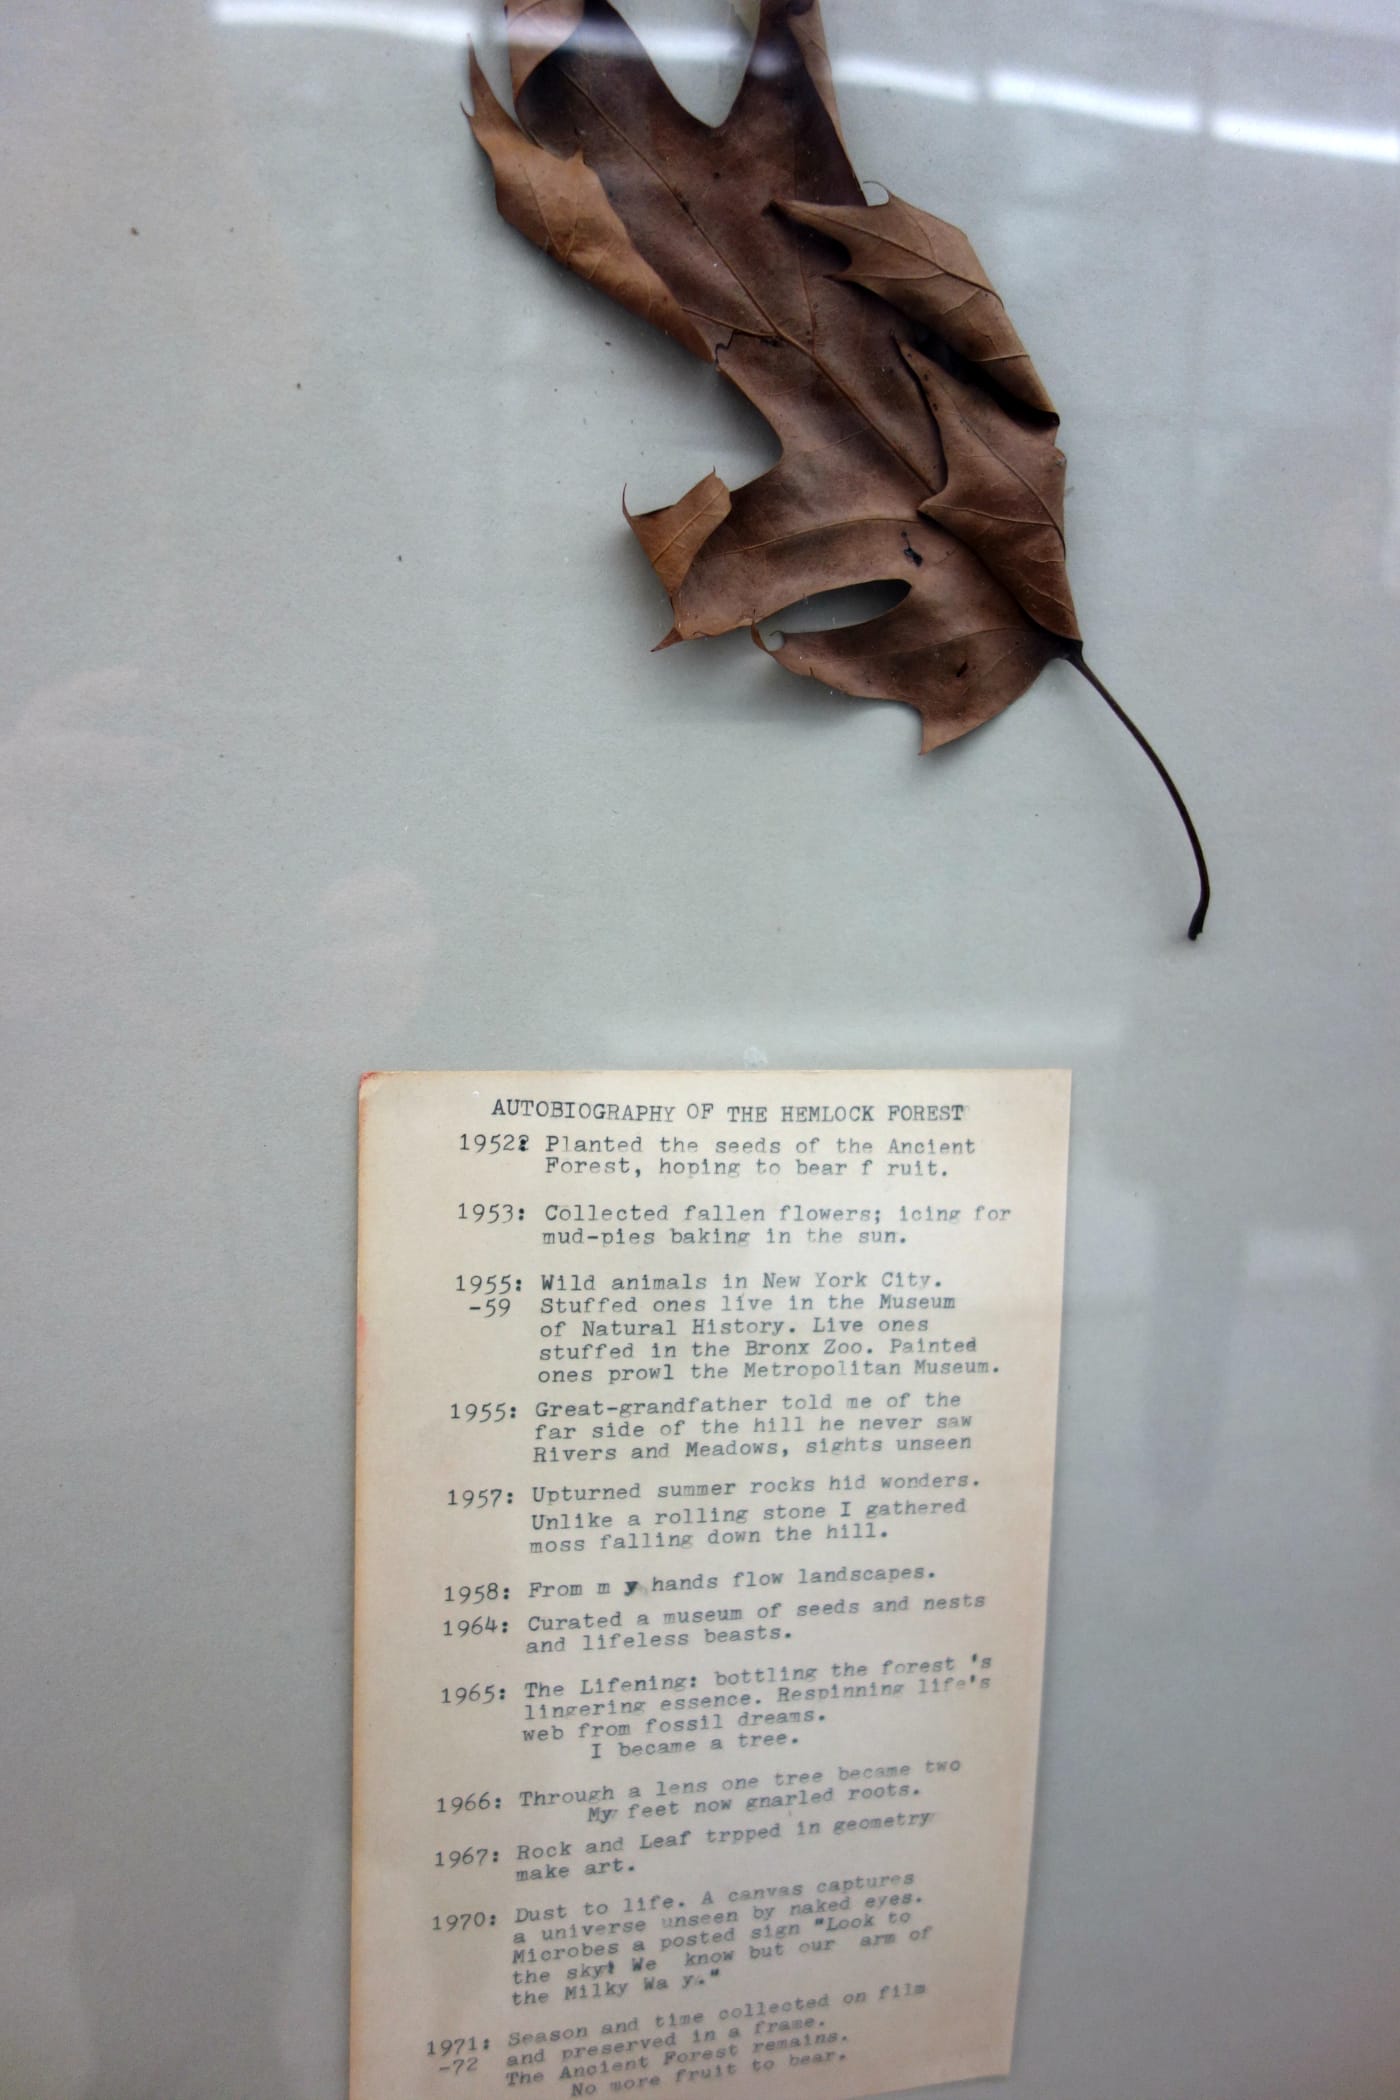 AUTOBIOGRAPHY OF THE HEMLOCK FOREST
1952: Planted the seeds of the Ancient
Forest, hoping to bear f ruit.
1953: Collected fallen flowers; icing for
mud-pies baking in the sun.
1955: Wild animals in New York City.
-59 Stuffed ones live in the Museum
of Natural History. Live ones
stuffed in the Bronx Zoo. Painted
ones prowl the Metropolitan Museum.
1955: Great-grandfather told me of the
far side of the hill he never saw
Rivers and Meadows, sights unseen
1957: Upturned summer rocks hid wonders.
Unlike a rolling stone I gathered
moss falling down the hill.
1958: From m y hands flow landscapes.
1964: Curated a museum of seeds and nests
and lifeless beasts.
1965: The Lifening: bottling the forest 's
lingering essence. Respinning life's
web from fossil dreams.
I became a tree.
1966: Through a lens one tree became two
My feet now gnarled roots.
1967: Rock and Leaf trpped in geometry
make art.
1970: Dust to life. A canvas captures
a universe unseen by naked eyes.
Microbes a posted sign "Look to
the sky! We know but our arm of
the Milky Wa y."
1971: Season and time collected on film
-72 and preserved in a frame.
The Ancient Forest remains.
No more fruit to bear.